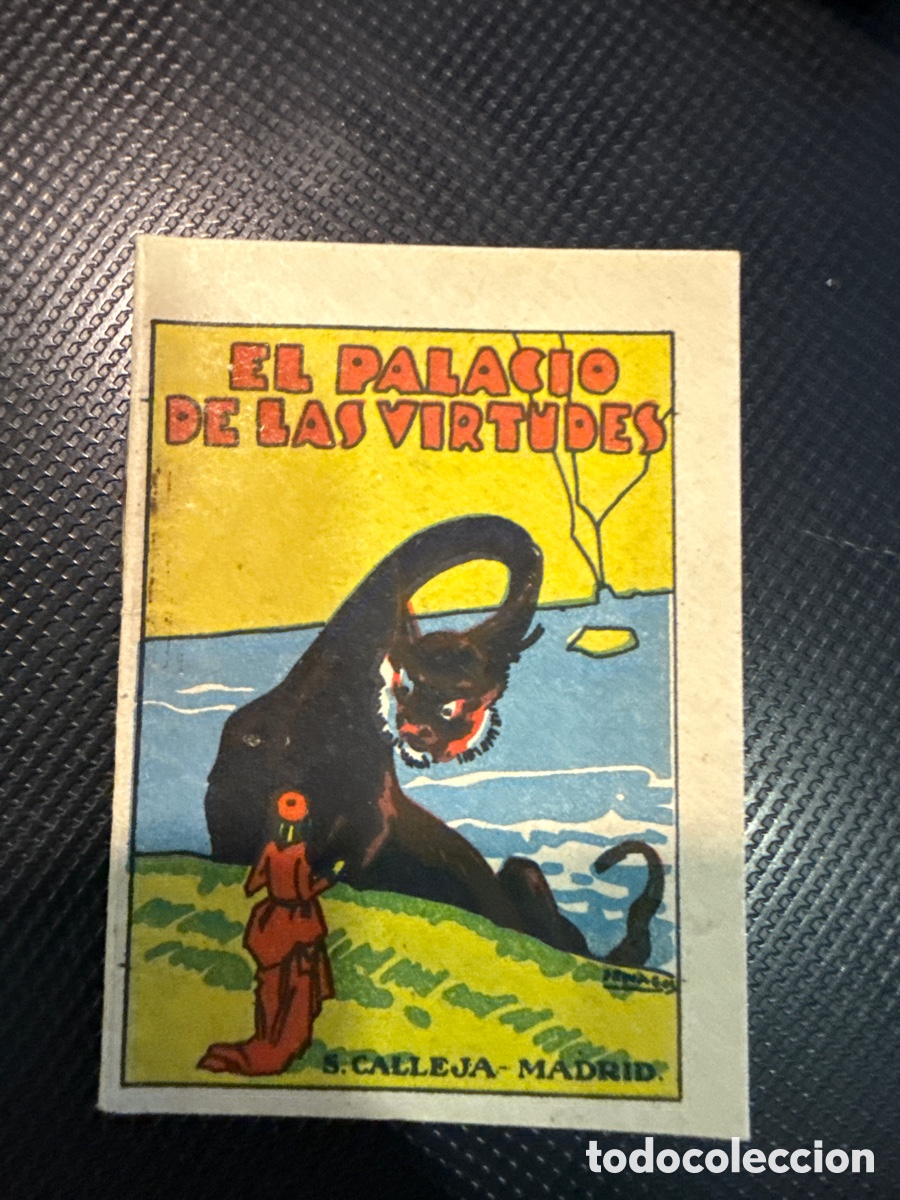 EL PALACIO
DE LAS VIRTUDES
S. CALLEJA - MADRID.
todocoleccion